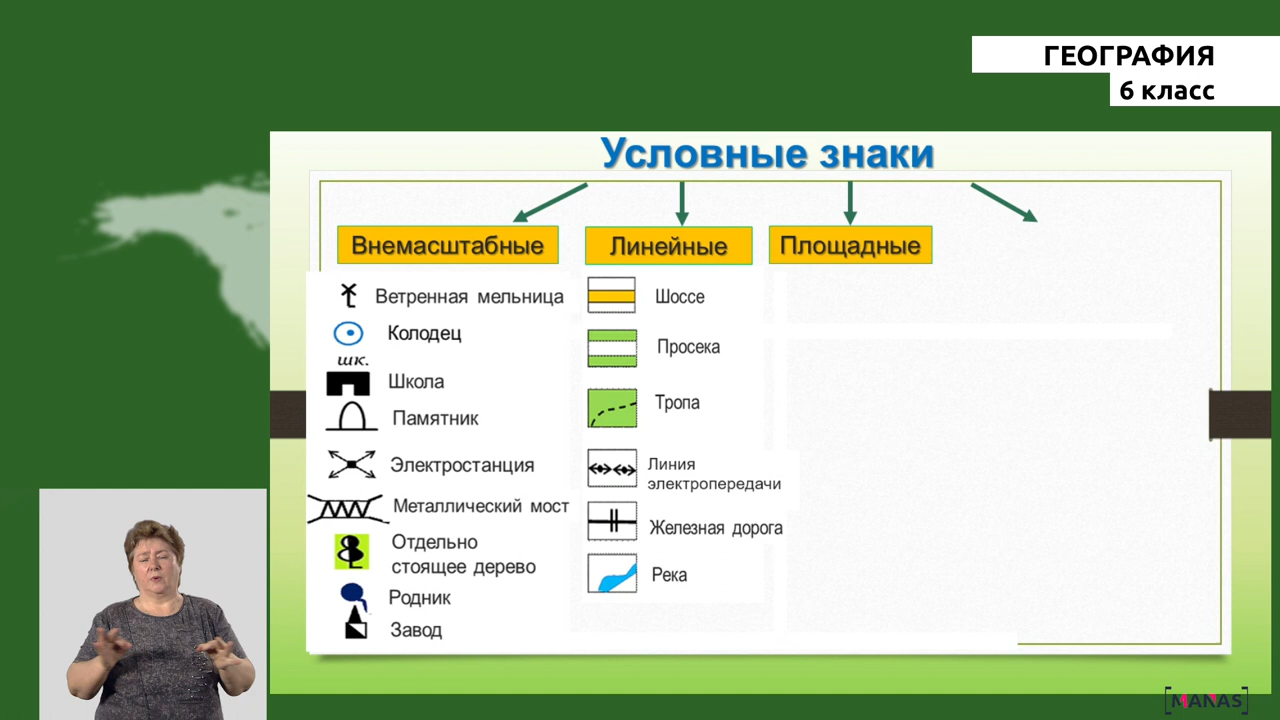 ГЕОГРАФИЯ
6 класс
Условные знаки
Внемасштабные
Линейные
Площадные
Ветренная мельница
Колодец
шк.
Школа
Памятник
Электростанция
Металлический мост
Отдельно
стоящее дерево
Родник
Завод
Шоссе
Просека
Тропа
Линия
электропередачи
Железная дорога
Река
[MANAS]